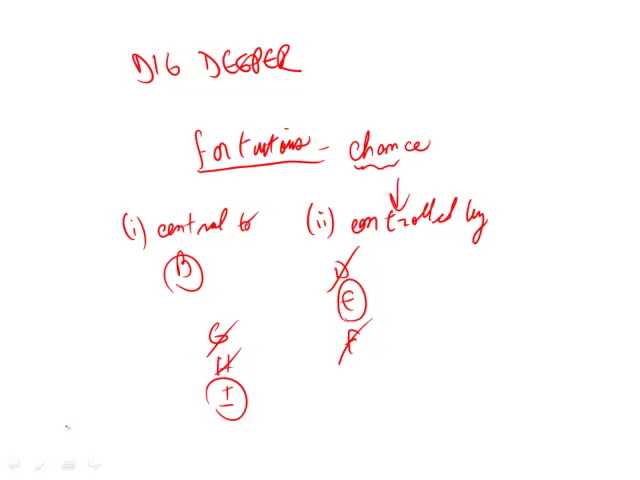 DIG DEEPER
fortuitous - chance
(i) central to (ii) controlled by
B D
E
G F
H
I